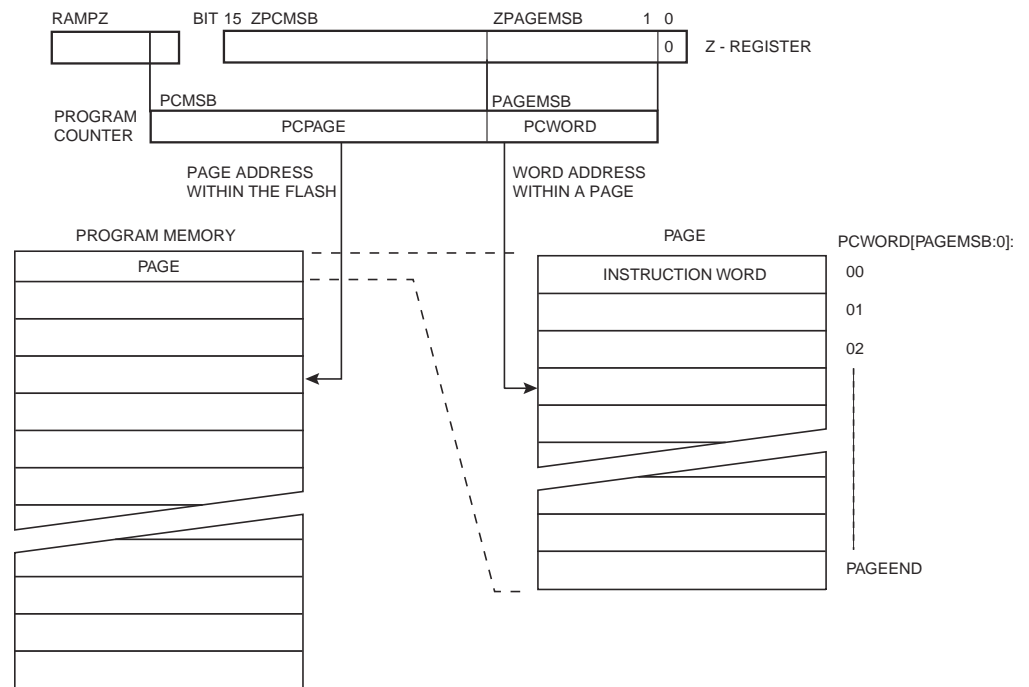 RAMPZ BIT 15 ZPCMSB ZPAGEMSB 1 0
0 Z - REGISTER
PCMSB PAGEMSB
PROGRAM
COUNTER
PCPAGE PCWORD
PAGE ADDRESS
WITHIN THE FLASH
WORD ADDRESS
WITHIN A PAGE
PROGRAM MEMORY
PAGE
PAGE
PCWORD[PAGEMSB:0]:
INSTRUCTION WORD
00
01
02
PAGEEND